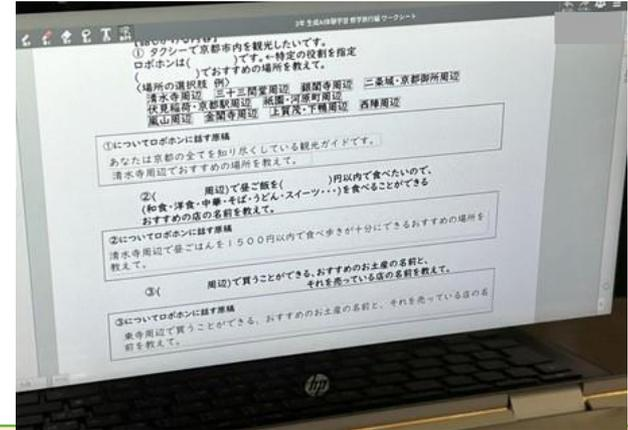 3年 生成AI体験学習 修学旅行編 ワークシート
① タクシーで京都市内を観光したいです。
ロボホンは(　　　)です。←特定の役割を指定
(　　　)でおすすめの場所を教えて。
〈場所の選択肢 例〉
清水寺周辺 三十三間堂周辺 銀閣寺周辺 二条城・京都御所周辺
伏見稲荷・京都駅周辺 祇園・河原町周辺
嵐山周辺 金閣寺周辺 上賀茂・下鴨周辺 西陣周辺
①についてロボホンに話す原稿
あなたは京都の全てを知り尽くしている観光ガイドです。
清水寺周辺でおすすめの場所を教えて。
②(　　　周辺)で昼ご飯を(　　　)円以内で食べたいので、
(和食・洋食・中華・そば・うどん・スイーツ・・・)を食べることができる
おすすめの店の名前を教えて。
②についてロボホンに話す原稿
清水寺周辺で昼ごはんを1500円以内で食べ歩きが十分にできるおすすめの場所を
教えて。
③(　　　周辺)で買うことができる、おすすめのお土産の名前と、
それを売っている店の名前を教えて。
③についてロボホンに話す原稿
東寺周辺で買うことができる、おすすめのお土産の名前と、それを売っている店の名
前を教えて。
hp